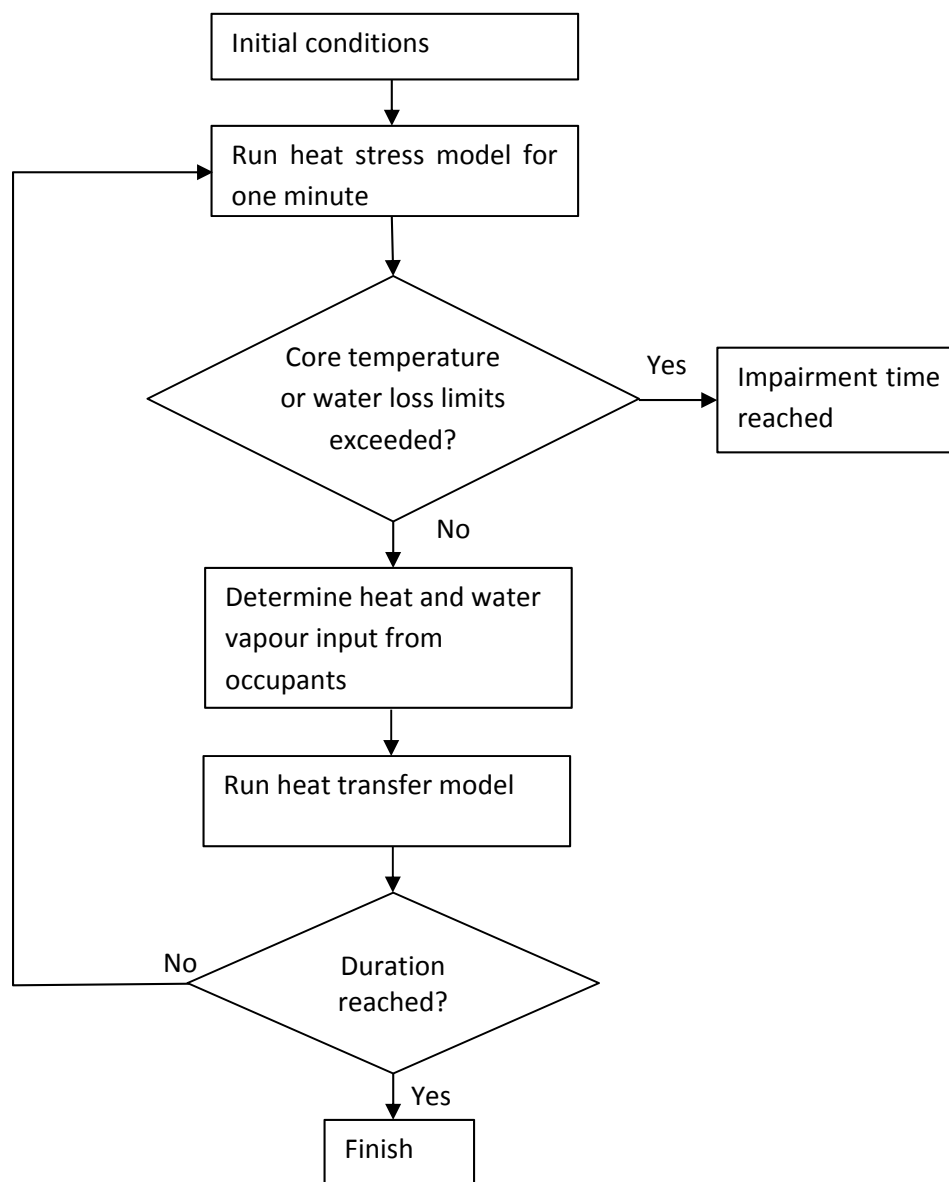 Initial conditions
Run heat stress model for
one minute
Core temperature
or water loss limits
exceeded?
Yes
Impairment time
reached
No
Determine heat and water
vapour input from
occupants
Run heat transfer model
No
Duration
reached?
Yes
Finish